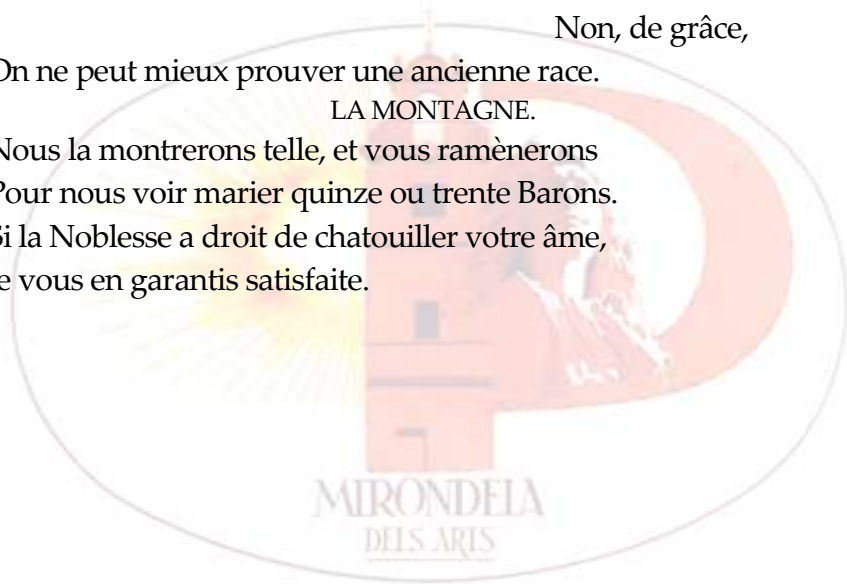 Non, de grâce,
On ne peut mieux prouver une ancienne race.
LA MONTAGNE.
Nous la montrerons telle, et vous ramènerons
Pour nous voir marier quinze ou trente Barons.
Si la Noblesse a droit de chatouiller votre âme,
Je vous en garantis satisfaite.
MIRONDELA
DELS ARTS